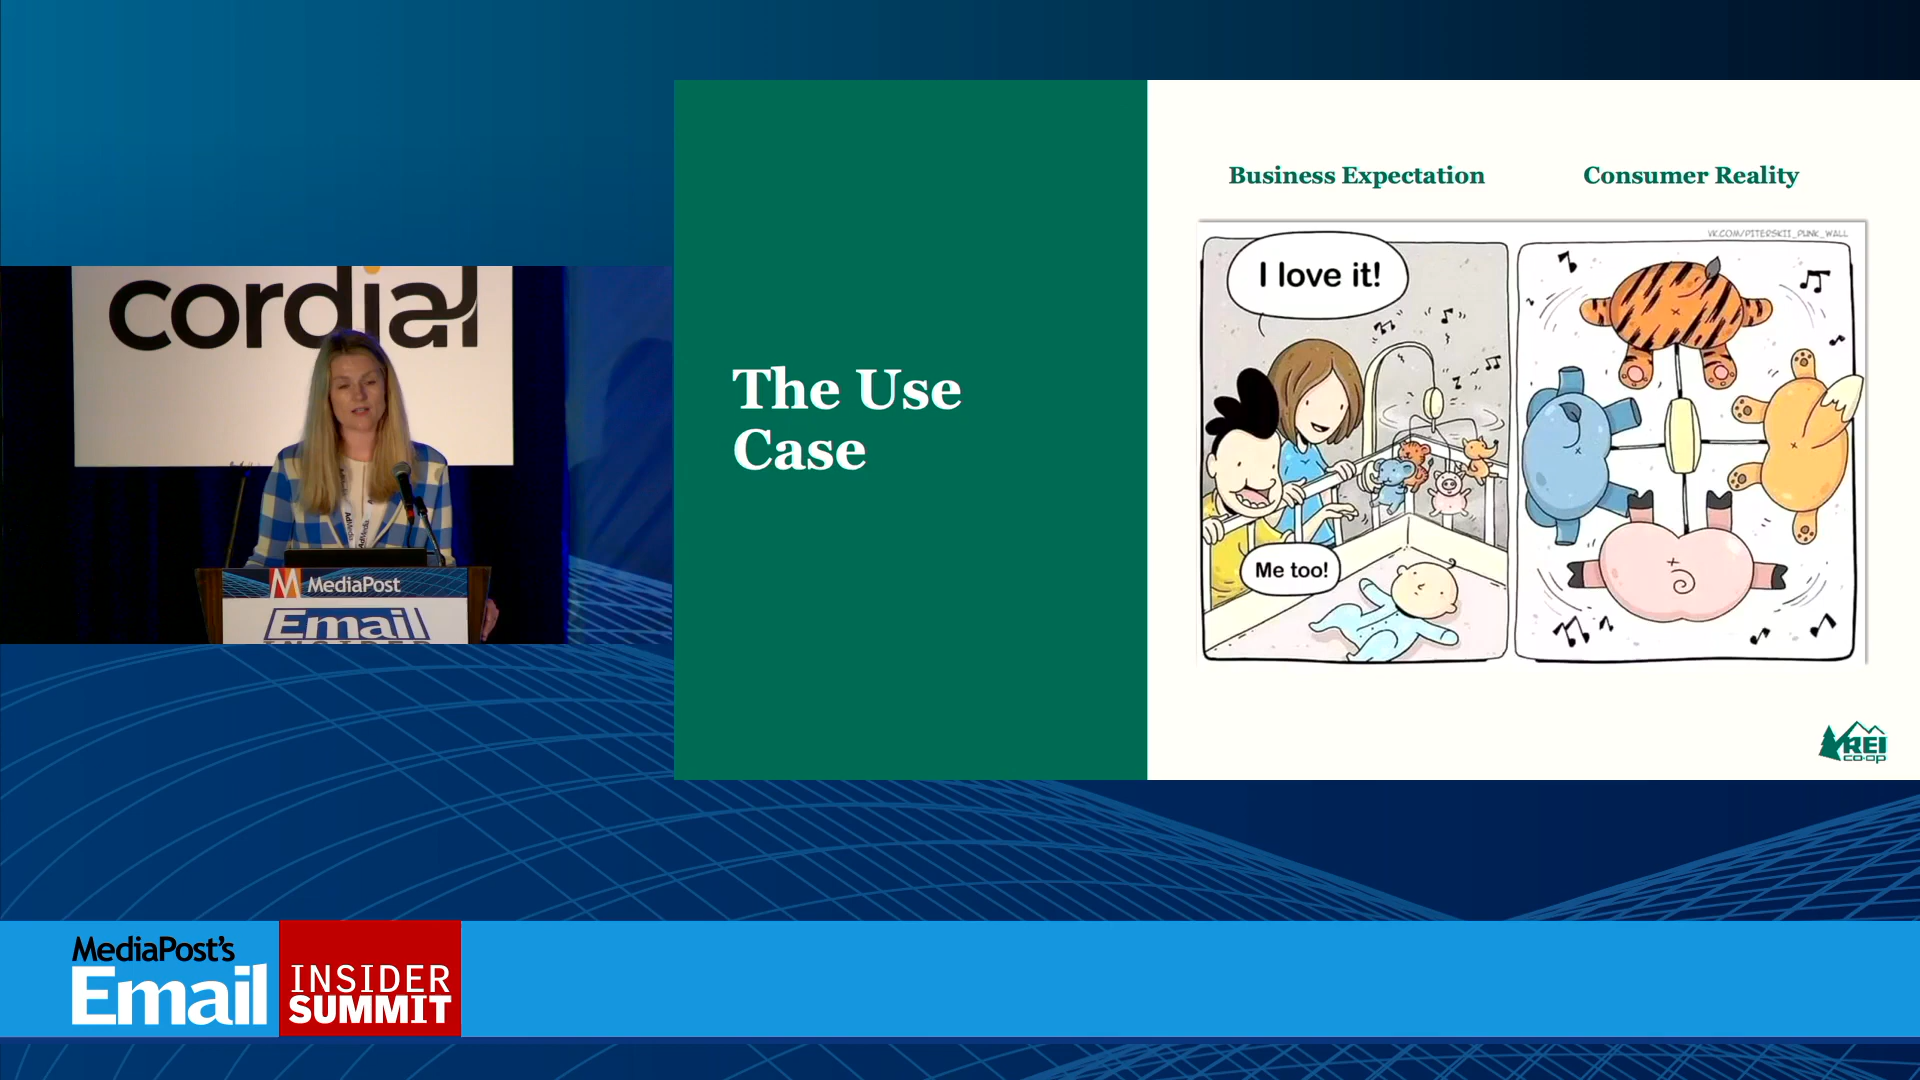 cordial
MediaPost
Email
INSIDER
The Use
Case
Business Expectation
Consumer Reality
VK.COM/PITERSKII_PUNK_WALL
I love it!
Me too!
REI
co-op
MediaPost's
Email
INSIDER
SUMMIT